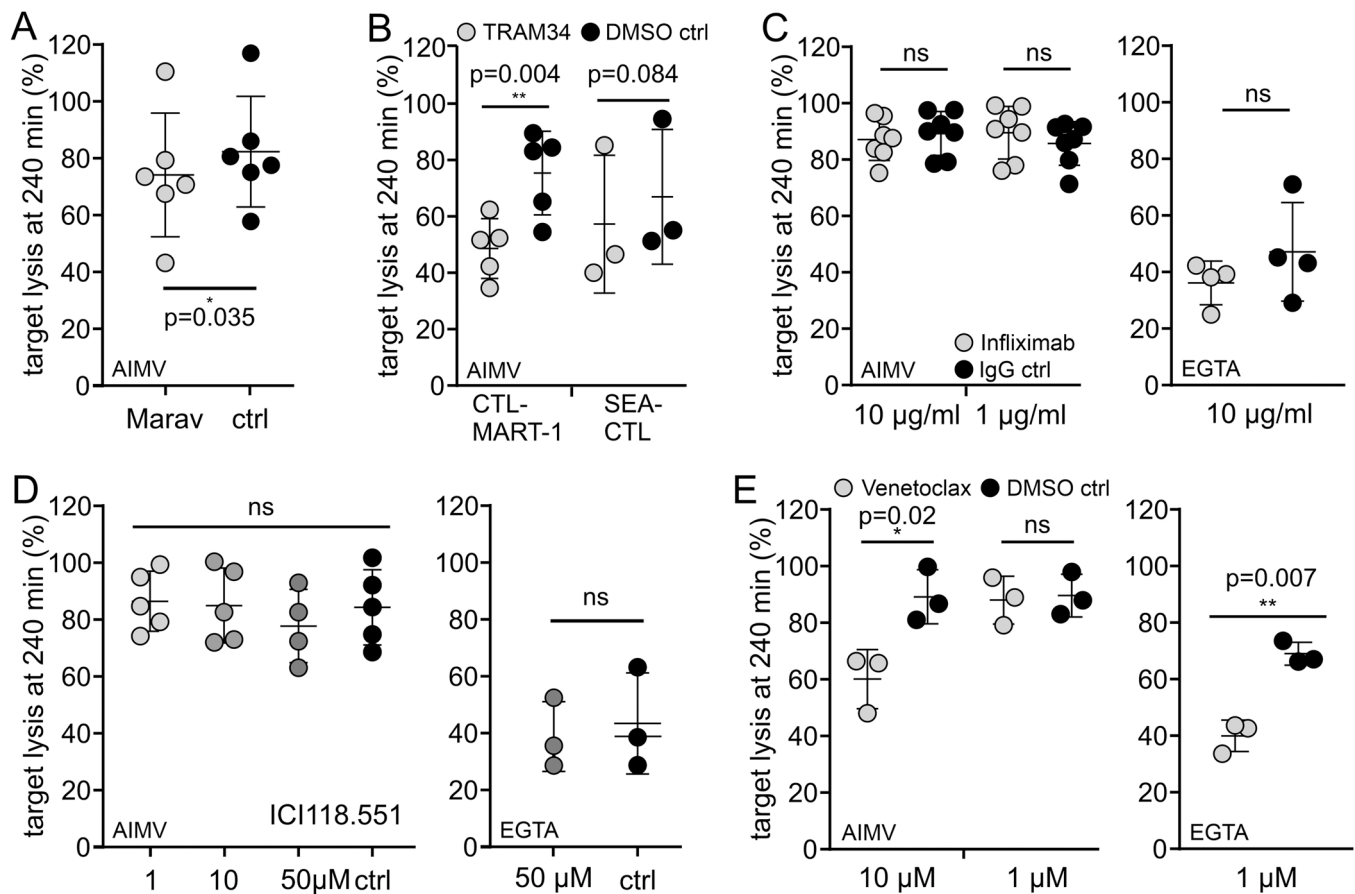 A
target lysis at 240 min (%)
120
100
80
60
40
20
0
*
p=0.035
AIMV
Marav ctrl
B
TRAM34 DMSO ctrl
target lysis at 240 min (%)
120
100
80
60
40
20
0
p=0.004 p=0.084
**
AIMV
CTL- SEA-
MART-1 CTL
C
target lysis at 240 min (%)
120
100
80
60
40
20
0
ns ns
Infliximab
IgG ctrl
AIMV
10 µg/ml 1 µg/ml
120
100
80
60
40
20
0
ns
EGTA
10 µg/ml
D
target lysis at 240 min (%)
120
100
80
60
40
20
0
ns
ICI118.551
AIMV
1 10 50µM ctrl
120
100
80
60
40
20
0
ns
EGTA
50 µM ctrl
E
Venetoclax DMSO ctrl
target lysis at 240 min (%)
120
100
80
60
40
20
0
p=0.02
* ns
AIMV
10 µM 1 µM
120
100
80
60
40
20
0
p=0.007
**
EGTA
1 µM